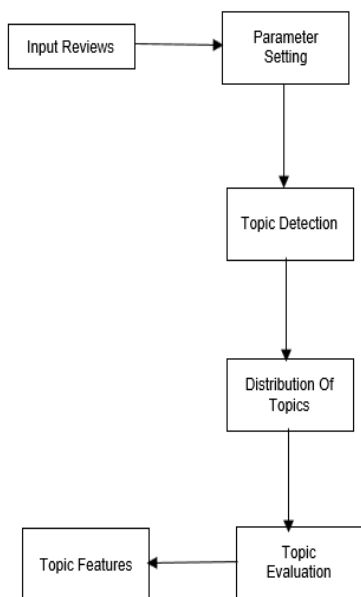 Input Reviews
Parameter
Setting
Topic Detection
Distribution Of
Topics
Topic
Evaluation
Topic Features